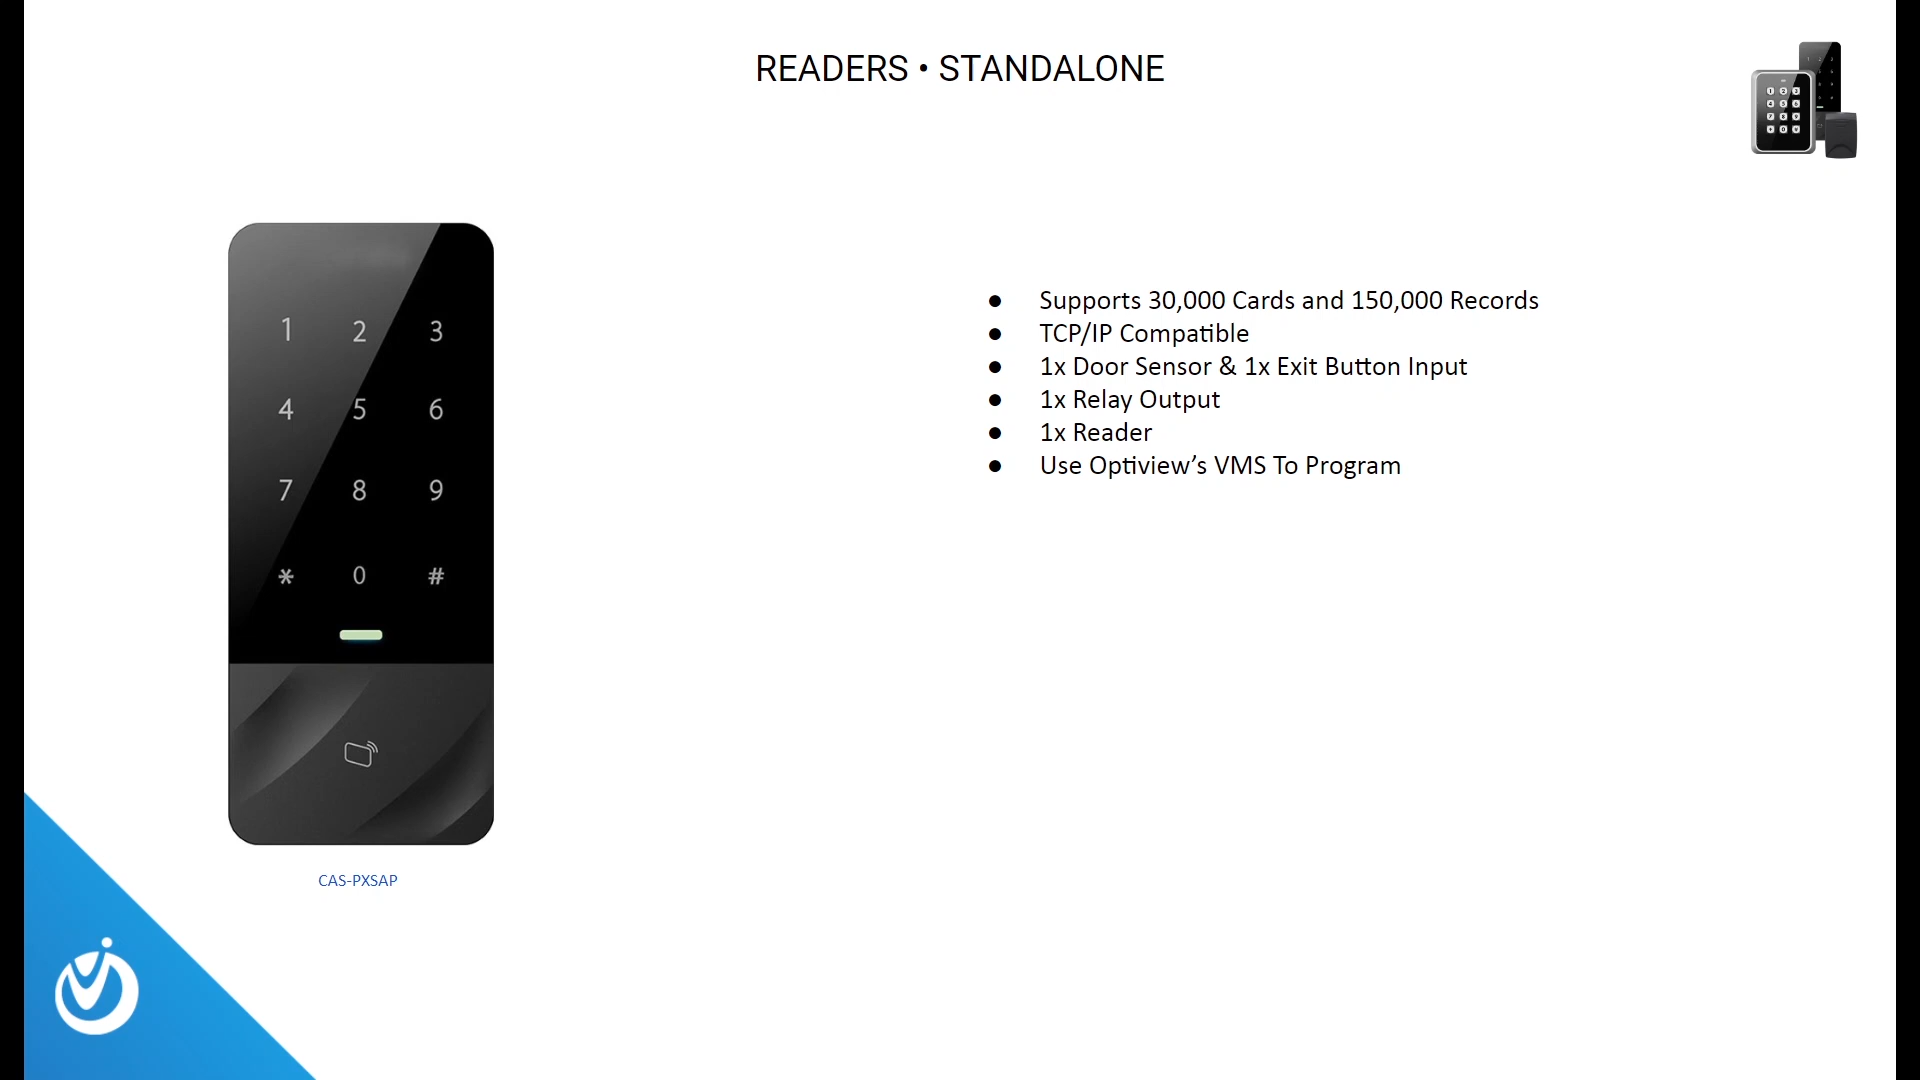 READERS • STANDALONE
1 2 3
4 5 6
7 8 9
* 0 #
● Supports 30,000 Cards and 150,000 Records
● TCP/IP Compatible
● 1x Door Sensor & 1x Exit Button Input
● 1x Relay Output
● 1x Reader
● Use Optiview’s VMS To Program
CAS-PXSAP